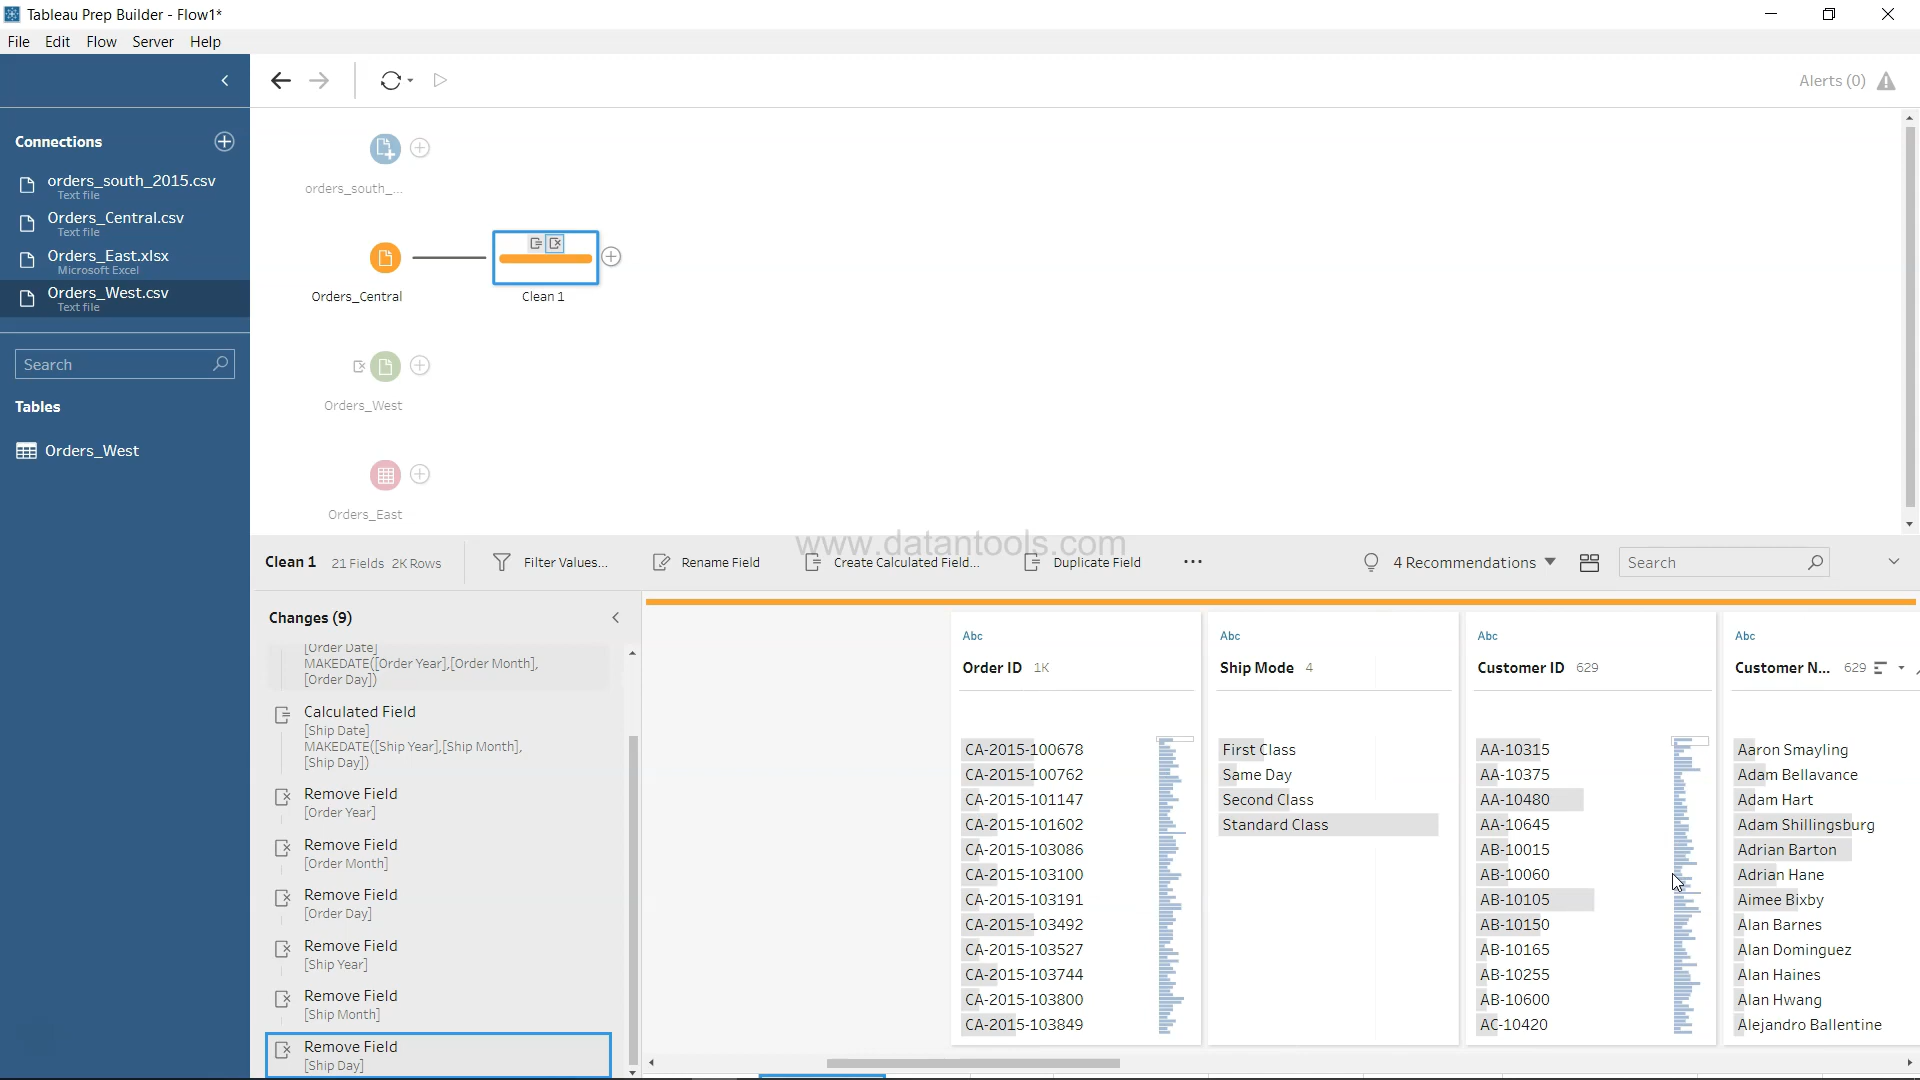 Tableau Prep Builder - Flow1*
File Edit Flow Server Help
Alerts (0)
Connections
orders_south_2015.csv
Text file
Orders_Central.csv
Text file
Orders_East.xlsx
Microsoft Excel
Orders_West.csv
Text file
Search
Tables
Orders_West
orders_south_...
Orders_Central
Clean 1
Orders_West
Orders_East
www.datantools.com
Clean 1 21 Fields 2K Rows Filter Values... Rename Field Create Calculated Field... Duplicate Field ... 4 Recommendations Search
Changes (9)
[Order Date]
MAKEDATE([Order Year],[Order Month],
[Order Day])
Calculated Field
[Ship Date]
MAKEDATE([Ship Year],[Ship Month],
[Ship Day])
Remove Field
[Order Year]
Remove Field
[Order Month]
Remove Field
[Order Day]
Remove Field
[Ship Year]
Remove Field
[Ship Month]
Remove Field
[Ship Day]
Abc
Order ID 1K
CA-2015-100678
CA-2015-100762
CA-2015-101147
CA-2015-101602
CA-2015-103086
CA-2015-103100
CA-2015-103191
CA-2015-103492
CA-2015-103527
CA-2015-103744
CA-2015-103800
CA-2015-103849
Abc
Ship Mode 4
First Class
Same Day
Second Class
Standard Class
Abc
Customer ID 629
AA-10315
AA-10375
AA-10480
AA-10645
AB-10015
AB-10060
AB-10105
AB-10150
AB-10165
AB-10255
AB-10600
AC-10420
Abc
Customer N... 629
Aaron Smayling
Adam Bellavance
Adam Hart
Adam Shillingsburg
Adrian Barton
Adrian Hane
Aimee Bixby
Alan Barnes
Alan Dominguez
Alan Haines
Alan Hwang
Alejandro Ballentine